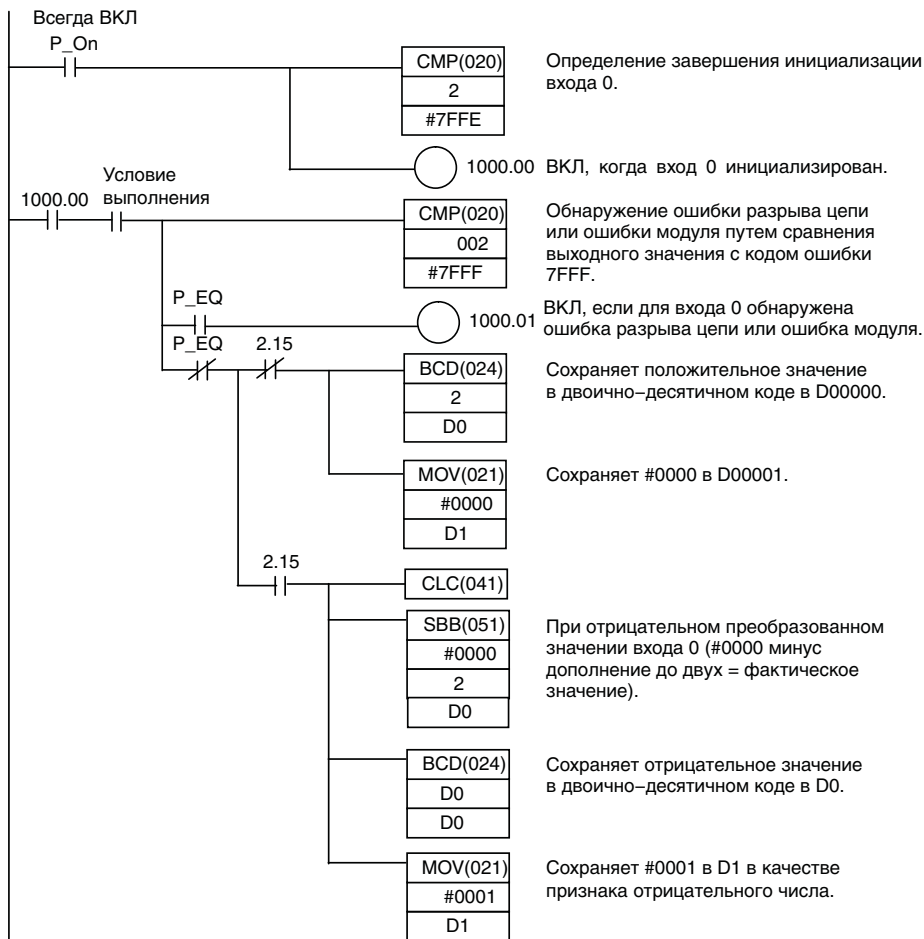 Всегда ВКЛ
P_On
CMP(020)
2
#7FFE
Определение завершения инициализации
входа 0.
1000.00
ВКЛ, когда вход 0 инициализирован.
1000.00
Условие
выполнения
CMP(020)
002
#7FFF
Обнаружение ошибки разрыва цепи
или ошибки модуля путем сравнения
выходного значения с кодом ошибки
7FFF.
P_EQ
1000.01
ВКЛ, если для входа 0 обнаружена
ошибка разрыва цепи или ошибка модуля.
P_EQ
2.15
BCD(024)
2
D0
Сохраняет положительное значение
в двоично–десятичном коде в D00000.
MOV(021)
#0000
D1
Сохраняет #0000 в D00001.
2.15
CLC(041)
SBB(051)
#0000
2
D0
При отрицательном преобразованном
значении входа 0 (#0000 минус
дополнение до двух = фактическое
значение).
BCD(024)
D0
D0
Сохраняет отрицательное значение
в двоично–десятичном коде в D0.
MOV(021)
#0001
D1
Сохраняет #0001 в D1 в качестве
признака отрицательного числа.